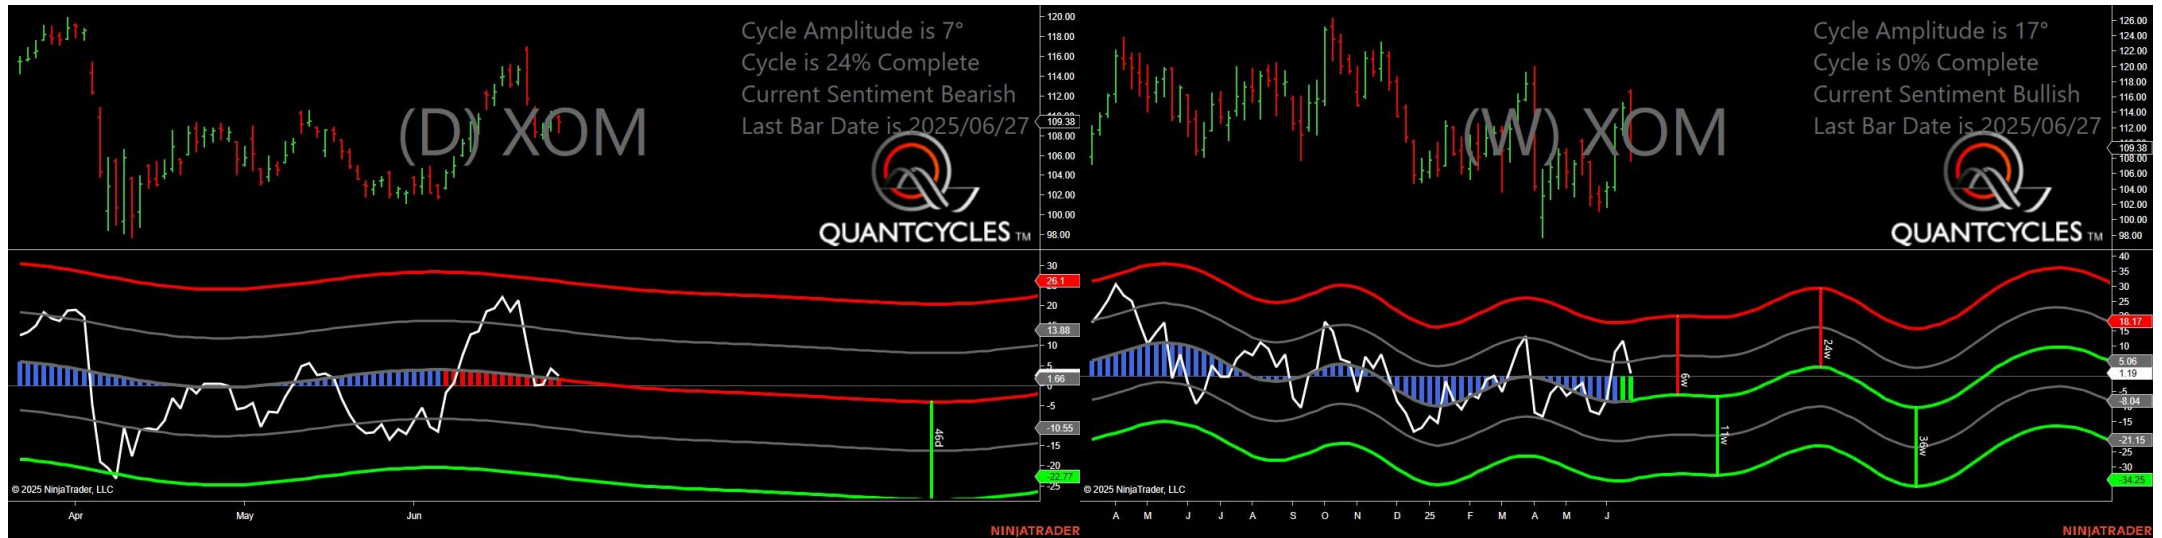 Cycle Amplitude is 7°
Cycle is 24% Complete
Current Sentiment Bearish
Last Bar Date is 2025/06/27
(D) XOM
QUANTCYCLES TM
120.00
118.00
116.00
114.00
112.00
109.38
108.00
106.00
104.00
102.00
100.00
98.00
30
26.1
20
13.88
10
5
1.66
0
-5
-10.55
-15
-20
-22.77
-25
46d
© 2025 NinjaTrader, LLC
Apr May Jun
NINJATRADER
Cycle Amplitude is 17°
Cycle is 0% Complete
Current Sentiment Bullish
Last Bar Date is 2025/06/27
(W) XOM
QUANTCYCLES TM
126.00
124.00
122.00
120.00
118.00
116.00
114.00
112.00
109.38
108.00
106.00
104.00
102.00
100.00
98.00
40
35
30
25
18.17
15
10
5.06
1.19
-5
-8.04
-15
-21.15
-25
-30
-34.25
6w
24w
11w
36w
© 2025 NinjaTrader, LLC
A M J J A S O N D 25 F M A M J
NINJATRADER